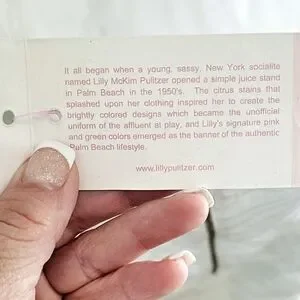 It all began when a young, sassy, New York socialite
named Lilly McKim Pulitzer opened a simple juice stand
in Palm Beach in the 1950's. The citrus stains that
splashed upon her clothing inspired her to create the
brightly colored designs which became the unofficial
uniform of the affluent at play, and Lilly's signature pink
and green colors emerged as the banner of the authentic
Palm Beach lifestyle.
www.lillypulitzer.com